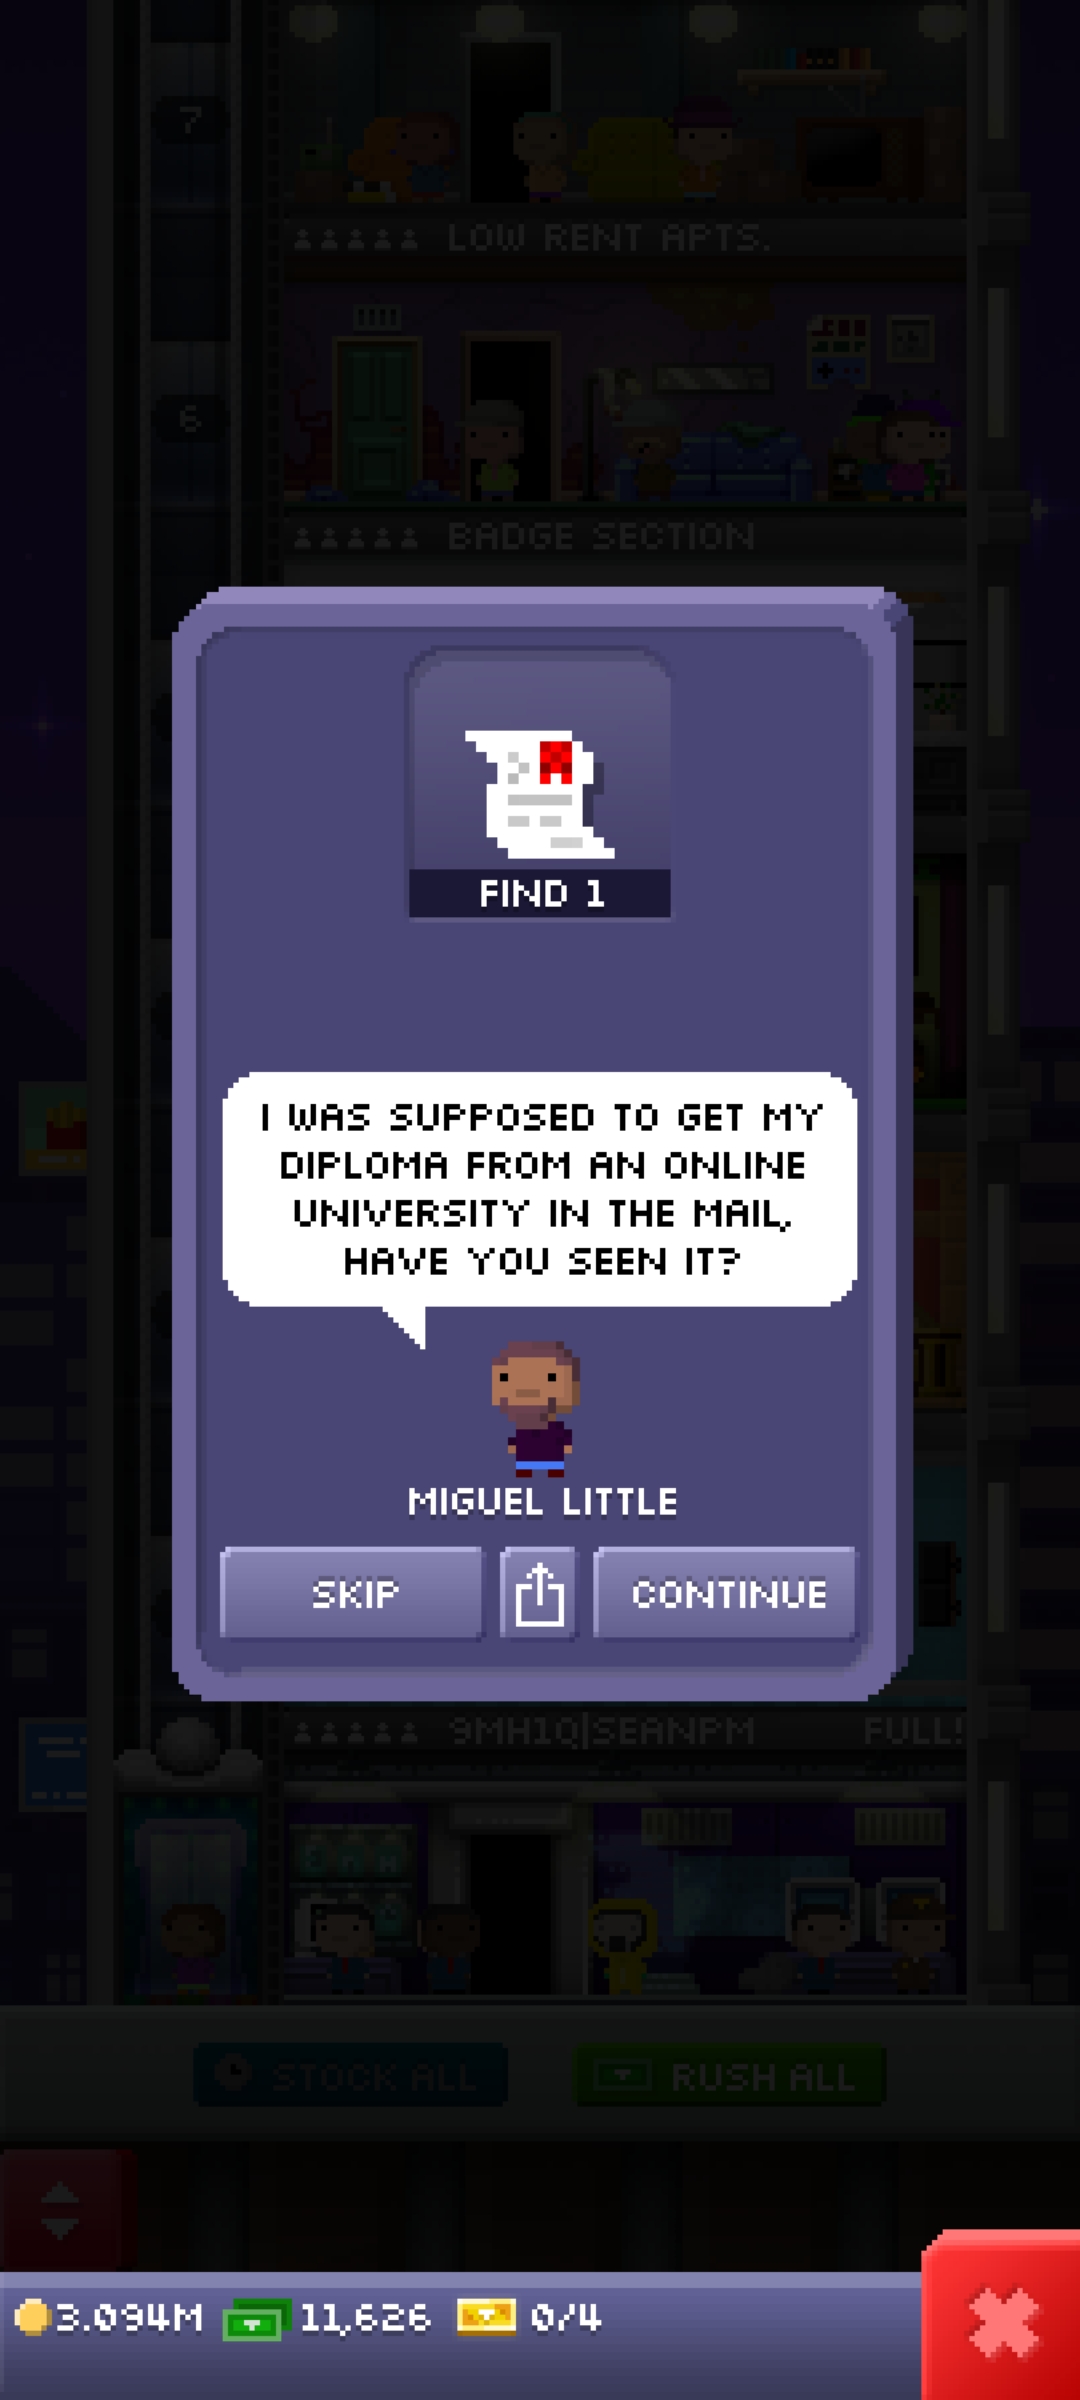 7
LOW RENT APTS.
6
BADGE SECTION
FIND 1
I WAS SUPPOSED TO GET MY
DIPLOMA FROM AN ONLINE
UNIVERSITY IN THE MAIL,
HAVE YOU SEEN IT?
MIGUEL LITTLE
SKIP
CONTINUE
9MH1Q|SEANPM FULL!
STOCK ALL RUSH ALL
3.094M 11,626 0/4